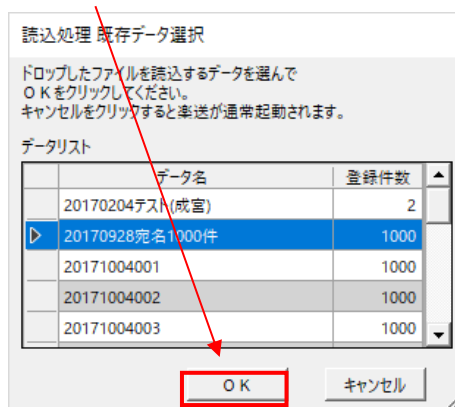 読込処理 既存データ選択
ドロップしたファイルを読込するデータを選んで
ＯＫをクリックしてください。
キャンセルをクリックすると楽送が通常起動されます。
データリスト
データ名 登録件数
20170204テスト(成宮) 2
20170928宛名1000件 1000
20171004001 1000
20171004002 1000
20171004003 1000
ＯＫ キャンセル